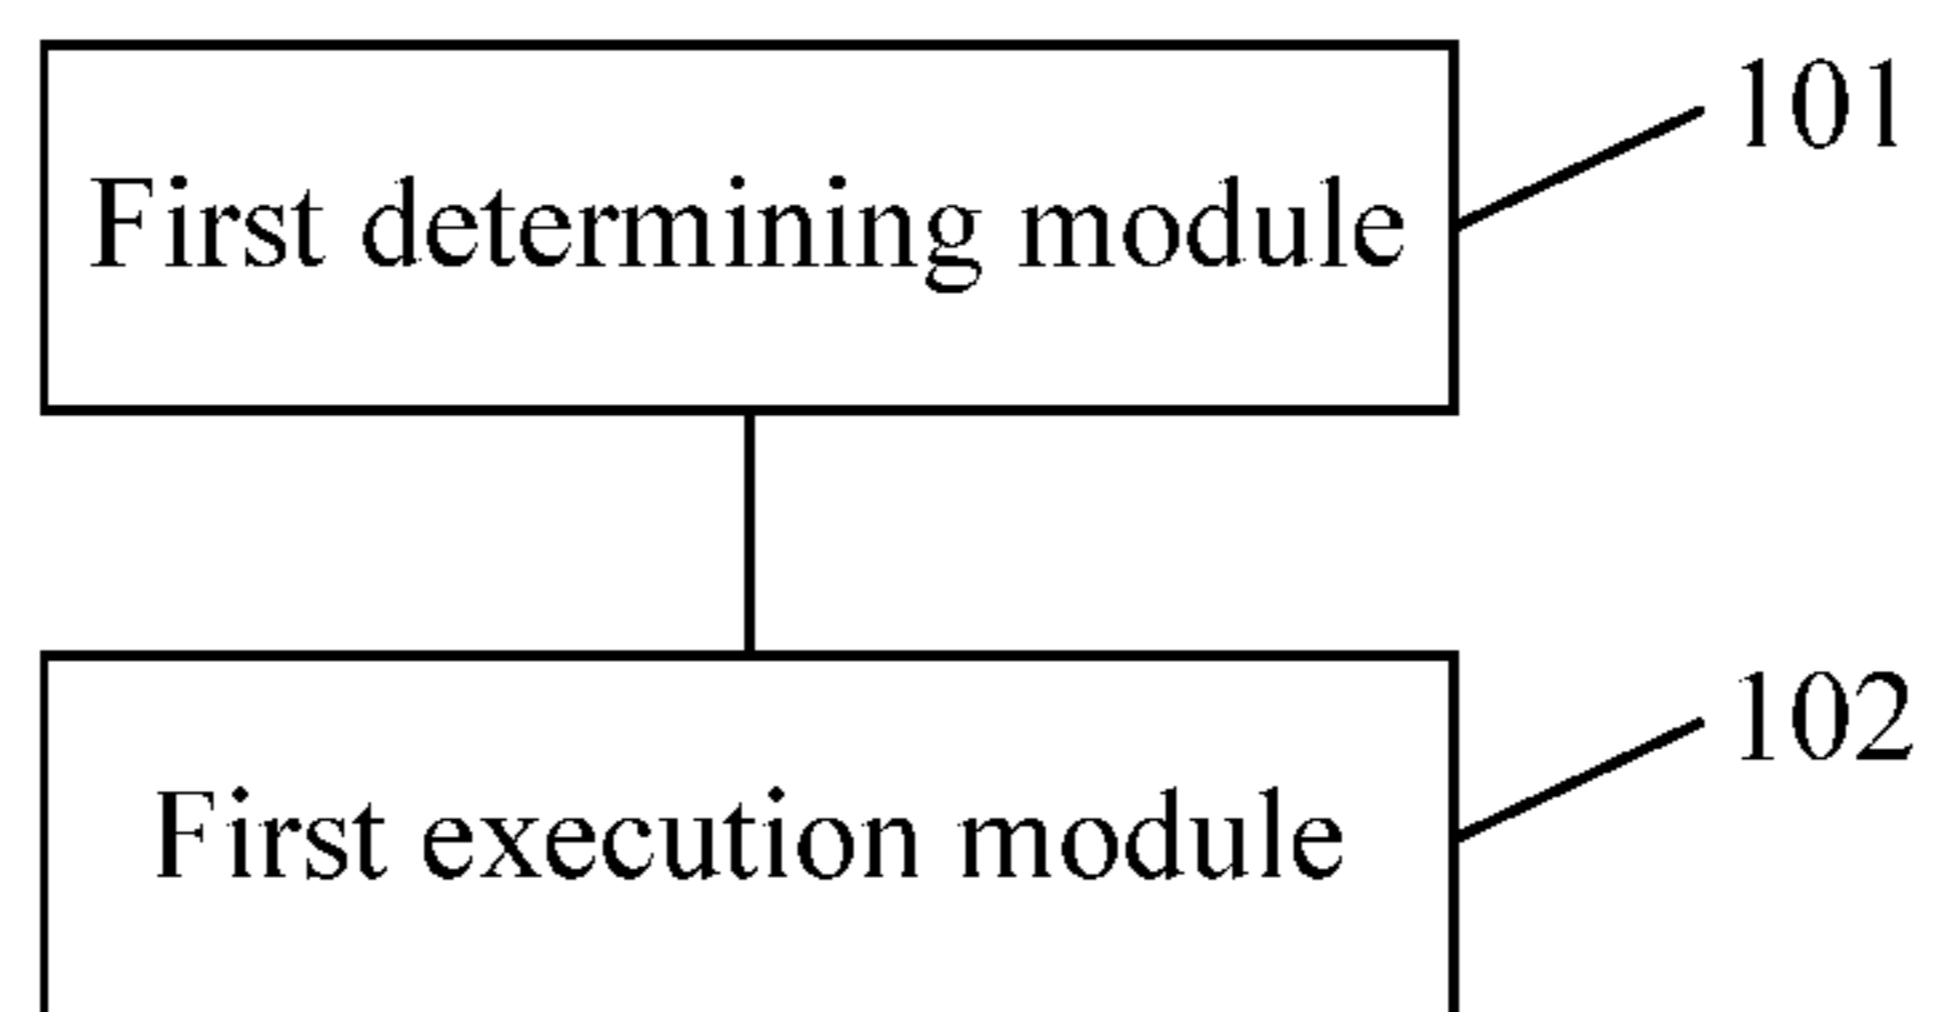 101
First determining module
102
First execution module